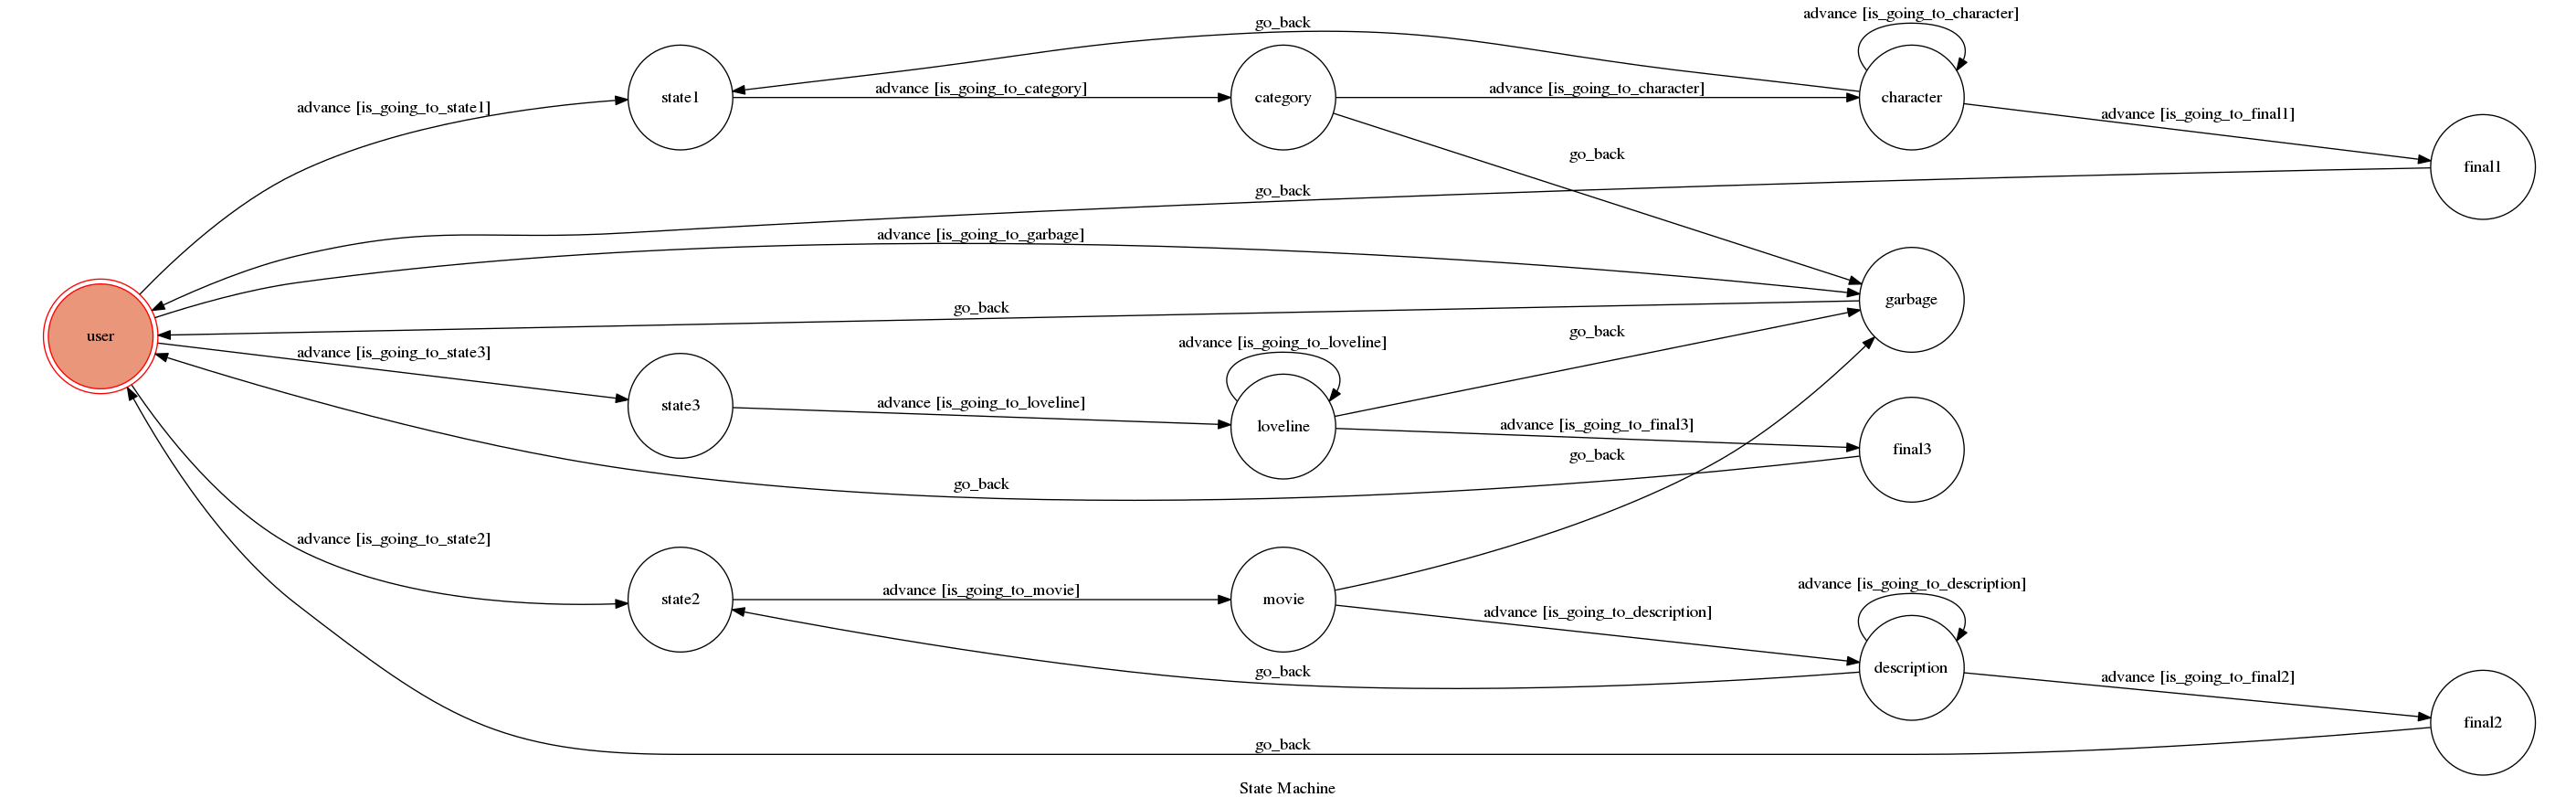 go_back
advance [is_going_to_character]
advance [is_going_to_state1]
state1
advance [is_going_to_category]
category
advance [is_going_to_character]
character
advance [is_going_to_final1]
go_back
final1
go_back
advance [is_going_to_garbage]
garbage
go_back
user
advance [is_going_to_state3]
go_back
advance [is_going_to_loveline]
state3
advance [is_going_to_loveline]
loveline
advance [is_going_to_final3]
final3
go_back
go_back
advance [is_going_to_state2]
state2
advance [is_going_to_movie]
movie
advance [is_going_to_description]
advance [is_going_to_description]
description
go_back
advance [is_going_to_final2]
final2
go_back
State Machine